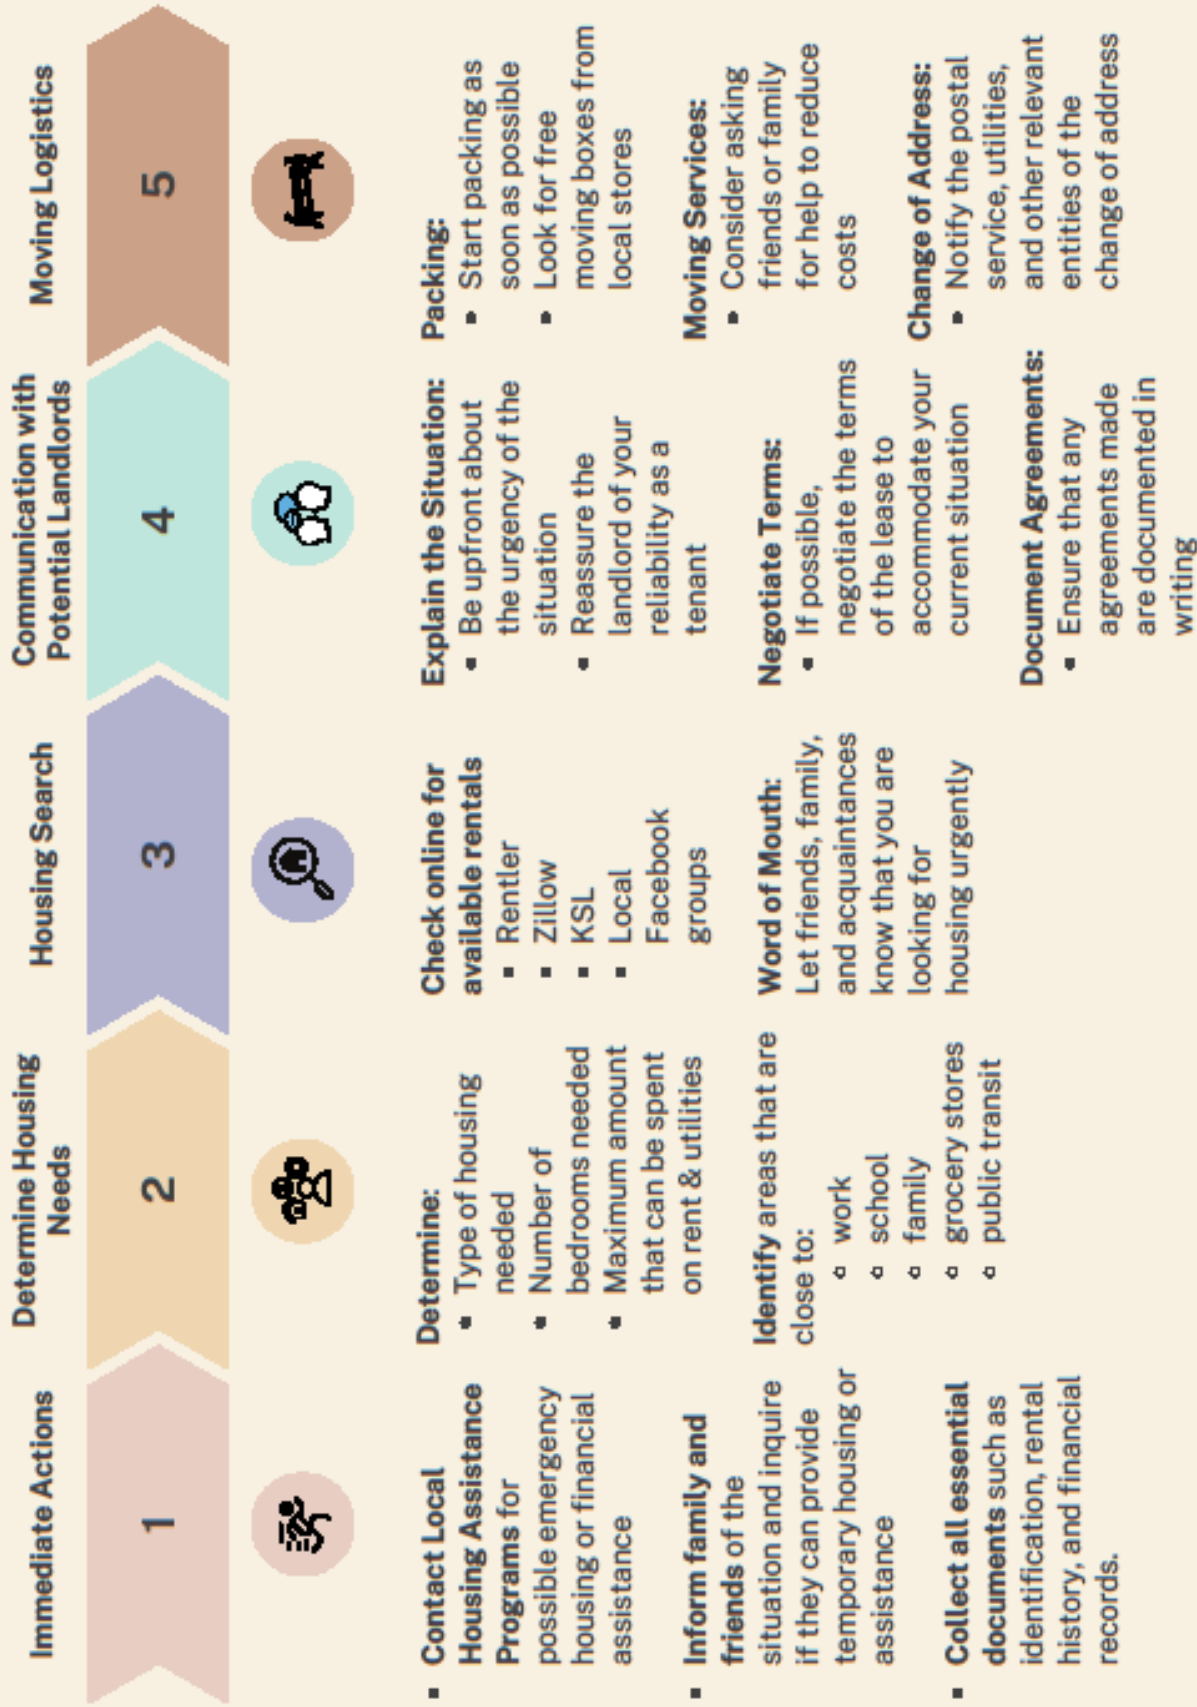 Immediate Actions
1
• Contact Local
Housing Assistance
Programs for
possible emergency
housing or financial
assistance
• Inform family and
friends of the
situation and inquire
if they can provide
temporary housing or
assistance
• Collect all essential
documents such as
identification, rental
history, and financial
records.
Determine Housing
Needs
2
Determine:
• Type of housing
needed
• Number of
bedrooms needed
• Maximum amount
that can be spent
on rent & utilities
Identify areas that are
close to:
◦ work
◦ school
◦ family
◦ grocery stores
◦ public transit
Housing Search
3
Check online for
available rentals
• Rentler
• Zillow
• KSL
• Local
Facebook
groups
Word of Mouth:
Let friends, family,
and acquaintances
know that you are
looking for
housing urgently
Communication with
Potential Landlords
4
Explain the Situation:
• Be upfront about
the urgency of the
situation
• Reassure the
landlord of your
reliability as a
tenant
Negotiate Terms:
• If possible,
negotiate the terms
of the lease to
accommodate your
current situation
Document Agreements:
• Ensure that any
agreements made
are documented in
writing
Moving Logistics
5
Packing:
• Start packing as
soon as possible
• Look for free
moving boxes from
local stores
Moving Services:
• Consider asking
friends or family
for help to reduce
costs
Change of Address:
• Notify the postal
service, utilities,
and other relevant
entities of the
change of address